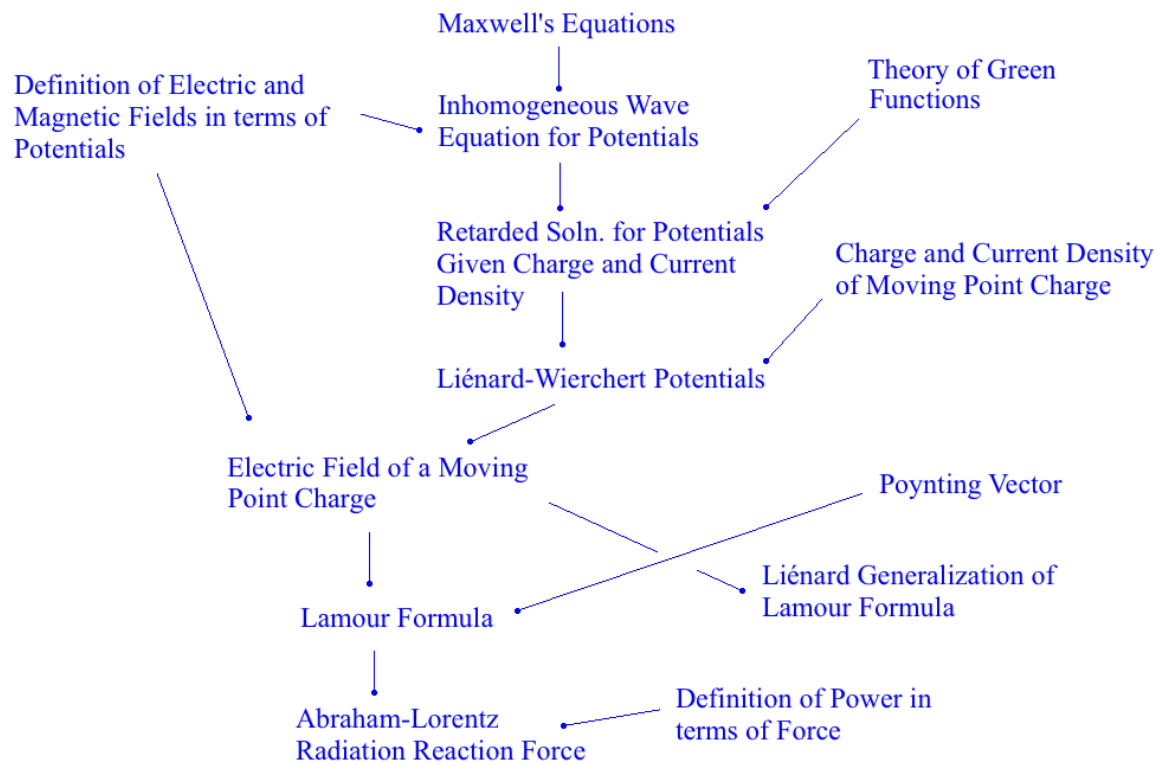 Maxwell's Equations
Definition of Electric and
Magnetic Fields in terms of
Potentials
Theory of Green
Functions
Inhomogeneous Wave
Equation for Potentials
Retarded Soln. for Potentials
Given Charge and Current
Density
Charge and Current Density
of Moving Point Charge
Liénard-Wierchert Potentials
Electric Field of a Moving
Point Charge
Poynting Vector
Liénard Generalization of
Lamour Formula
Lamour Formula
Abraham-Lorentz
Radiation Reaction Force
Definition of Power in
terms of Force